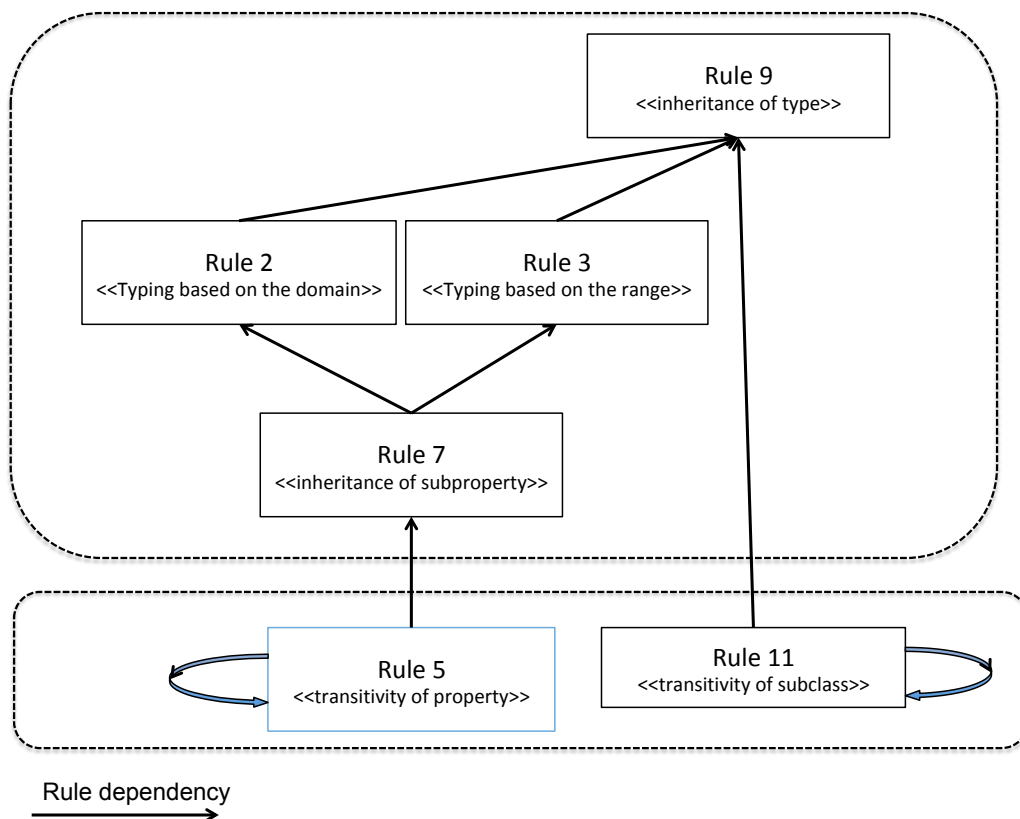 Rule 9
<<inheritance of type>>
Rule 2
<<Typing based on the domain>>
Rule 3
<<Typing based on the range>>
Rule 7
<<inheritance of subproperty>>
Rule 5
<<transitivity of property>>
Rule 11
<<transitivity of subclass>>
Rule dependency